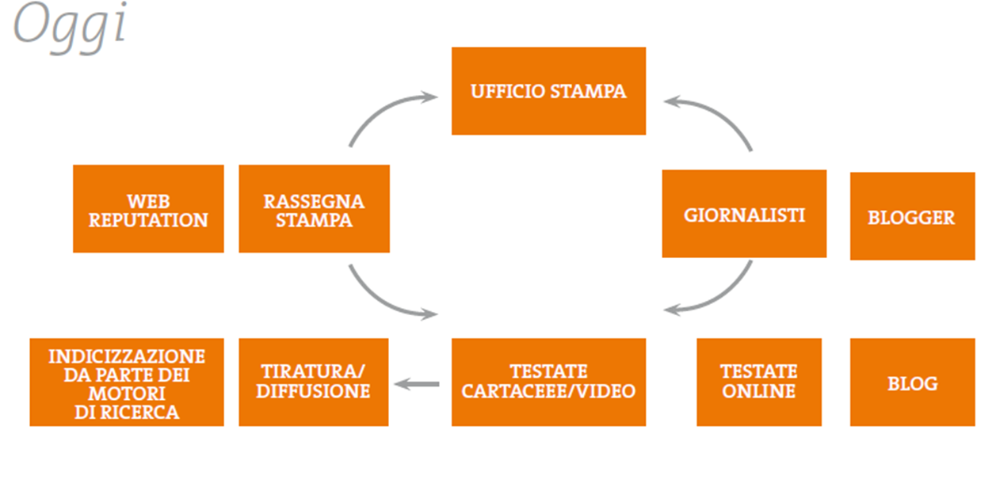 Oggi
UFFICIO STAMPA
WEB
REPUTATION
RASSEGNA
STAMPA
GIORNALISTI
BLOGGER
INDICIZZAZIONE
DA PARTE DEI
MOTORI
DI RICERCA
TIRATURA/
DIFFUSIONE
TESTATE
CARTACEEE/VIDEO
TESTATE
ONLINE
BLOG